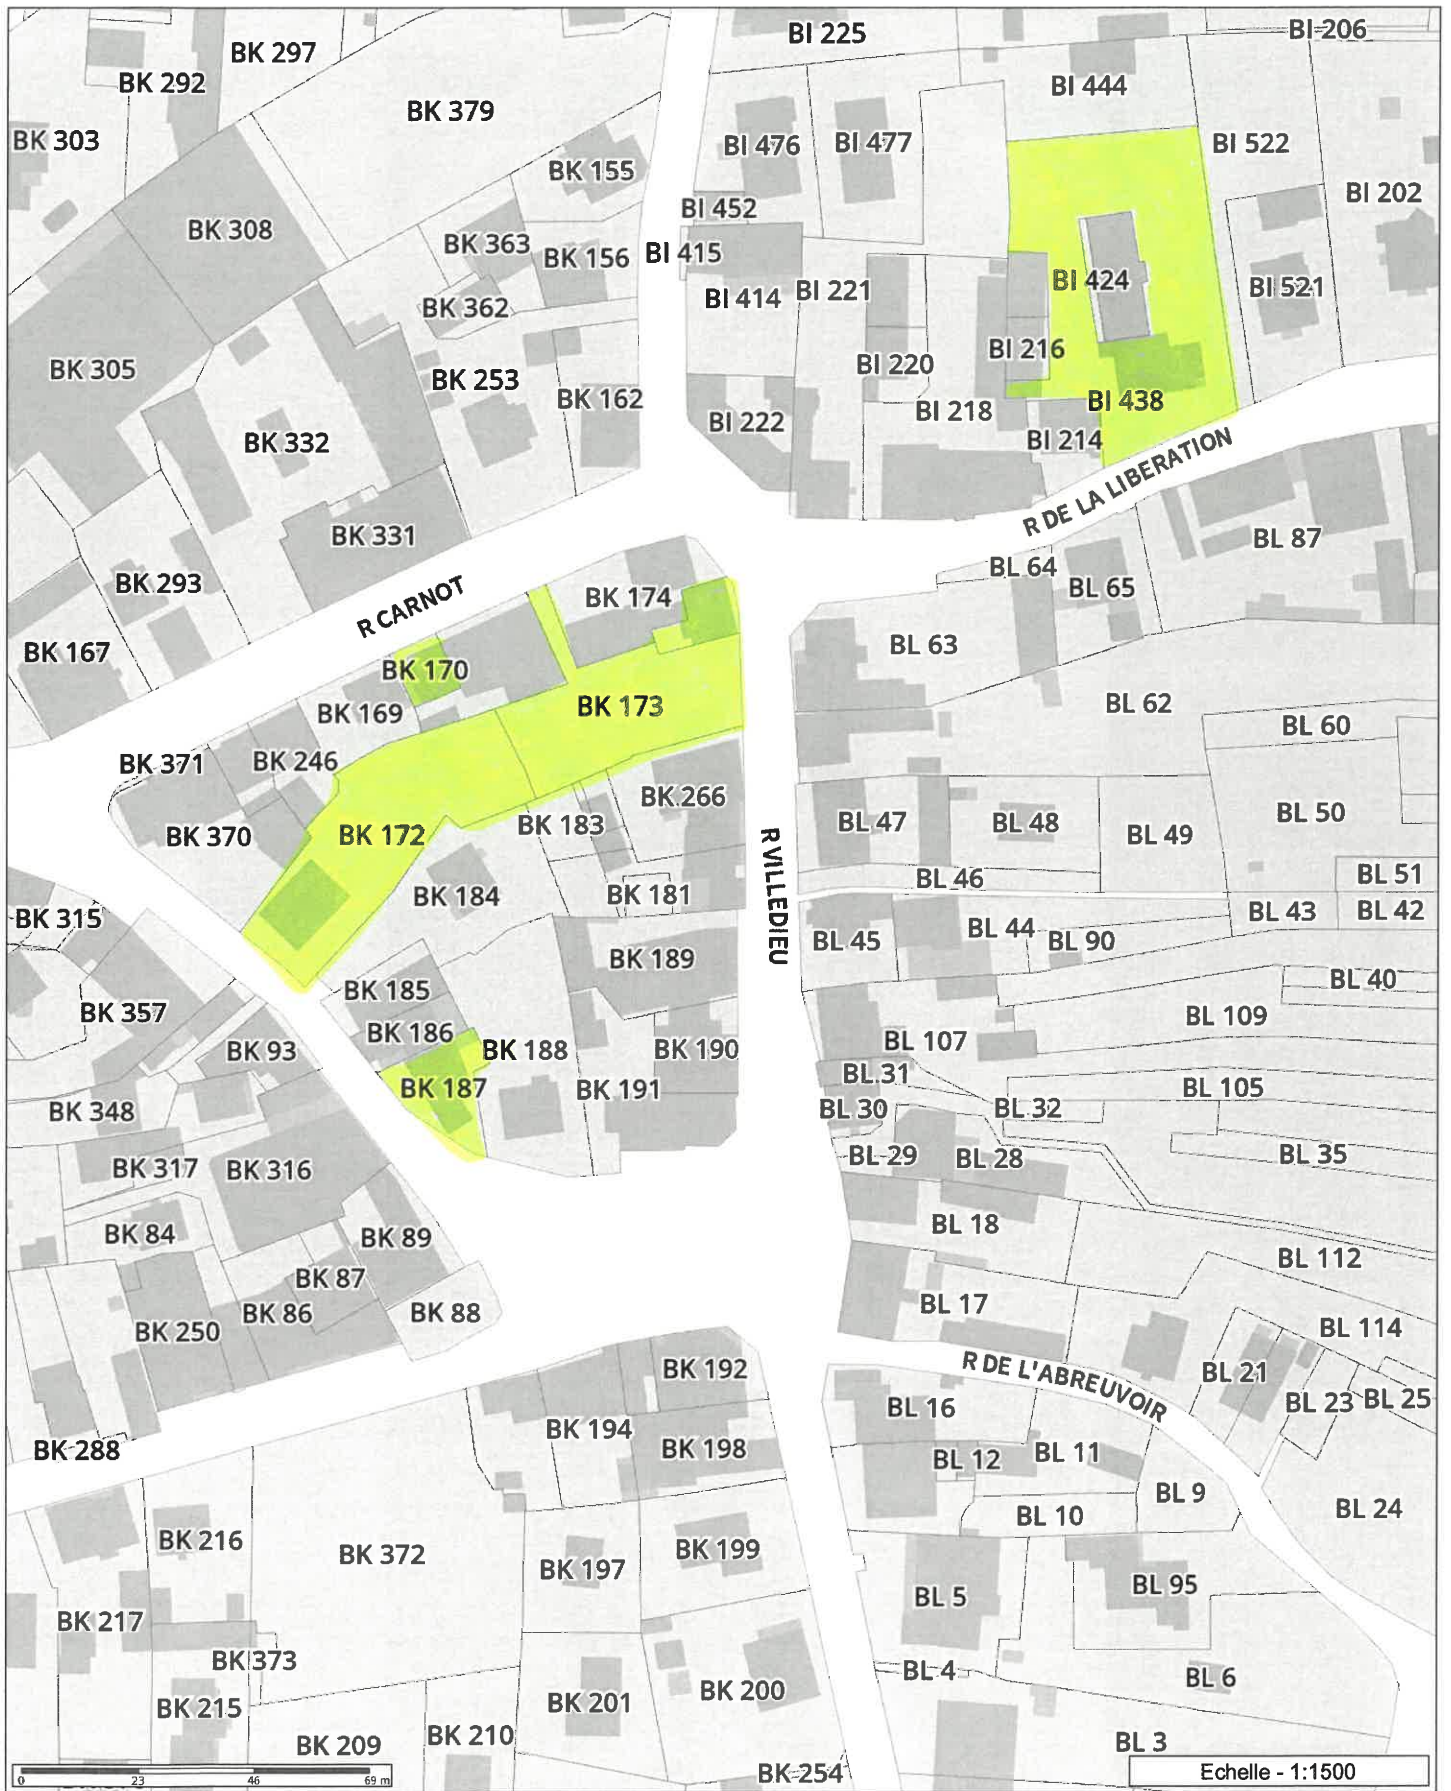 BI 225
BI 206
BK 297
BK 292
BI 444
BK 379
BK 303
BI 476
BI 477
BI 522
BK 155
BI 202
BI 452
BK 308
BK 363
BK 156
BI 415
BI 424
BI 521
BI 414
BI 221
BK 362
BI 216
BI 220
BK 305
BK 253
BK 162
BI 438
BI 218
BI 222
BI 214
BK 332
R DE LA LIBERATION
BK 331
BL 87
BL 64
BK 293
R CARNOT
BK 174
BL 65
BK 167
BL 63
BK 170
BK 173
BK 169
BL 62
BL 60
BK 371
BK 246
BK 266
BL 50
BK 370
BK 172
BK 183
BL 47
BL 48
BL 49
R VILLEDIEU
BL 46
BL 51
BK 184
BK 181
BL 43
BL 42
BK 315
BL 44
BL 45
BL 90
BK 189
BL 40
BK 185
BK 357
BL 109
BK 186
BL 107
BK 93
BK 188
BK 190
BL 31
BK 187
BK 191
BL 105
BK 348
BL 30
BL 32
BL 29
BL 28
BL 35
BK 317
BK 316
BL 18
BK 84
BK 89
BL 112
BK 87
BL 17
BK 86
BK 88
BK 250
BL 114
BK 192
R DE L'ABREUVOIR
BL 21
BL 23
BL 25
BL 16
BK 194
BK 288
BK 198
BL 12
BL 11
BL 9
BL 10
BL 24
BK 216
BK 372
BK 199
BK 197
BL 5
BL 95
BK 217
BK 373
BL 4
BL 6
BK 201
BK 200
BK 215
BK 210
BK 209
BL 3
BK 254
0 23 46 69 m
Echelle - 1:1500